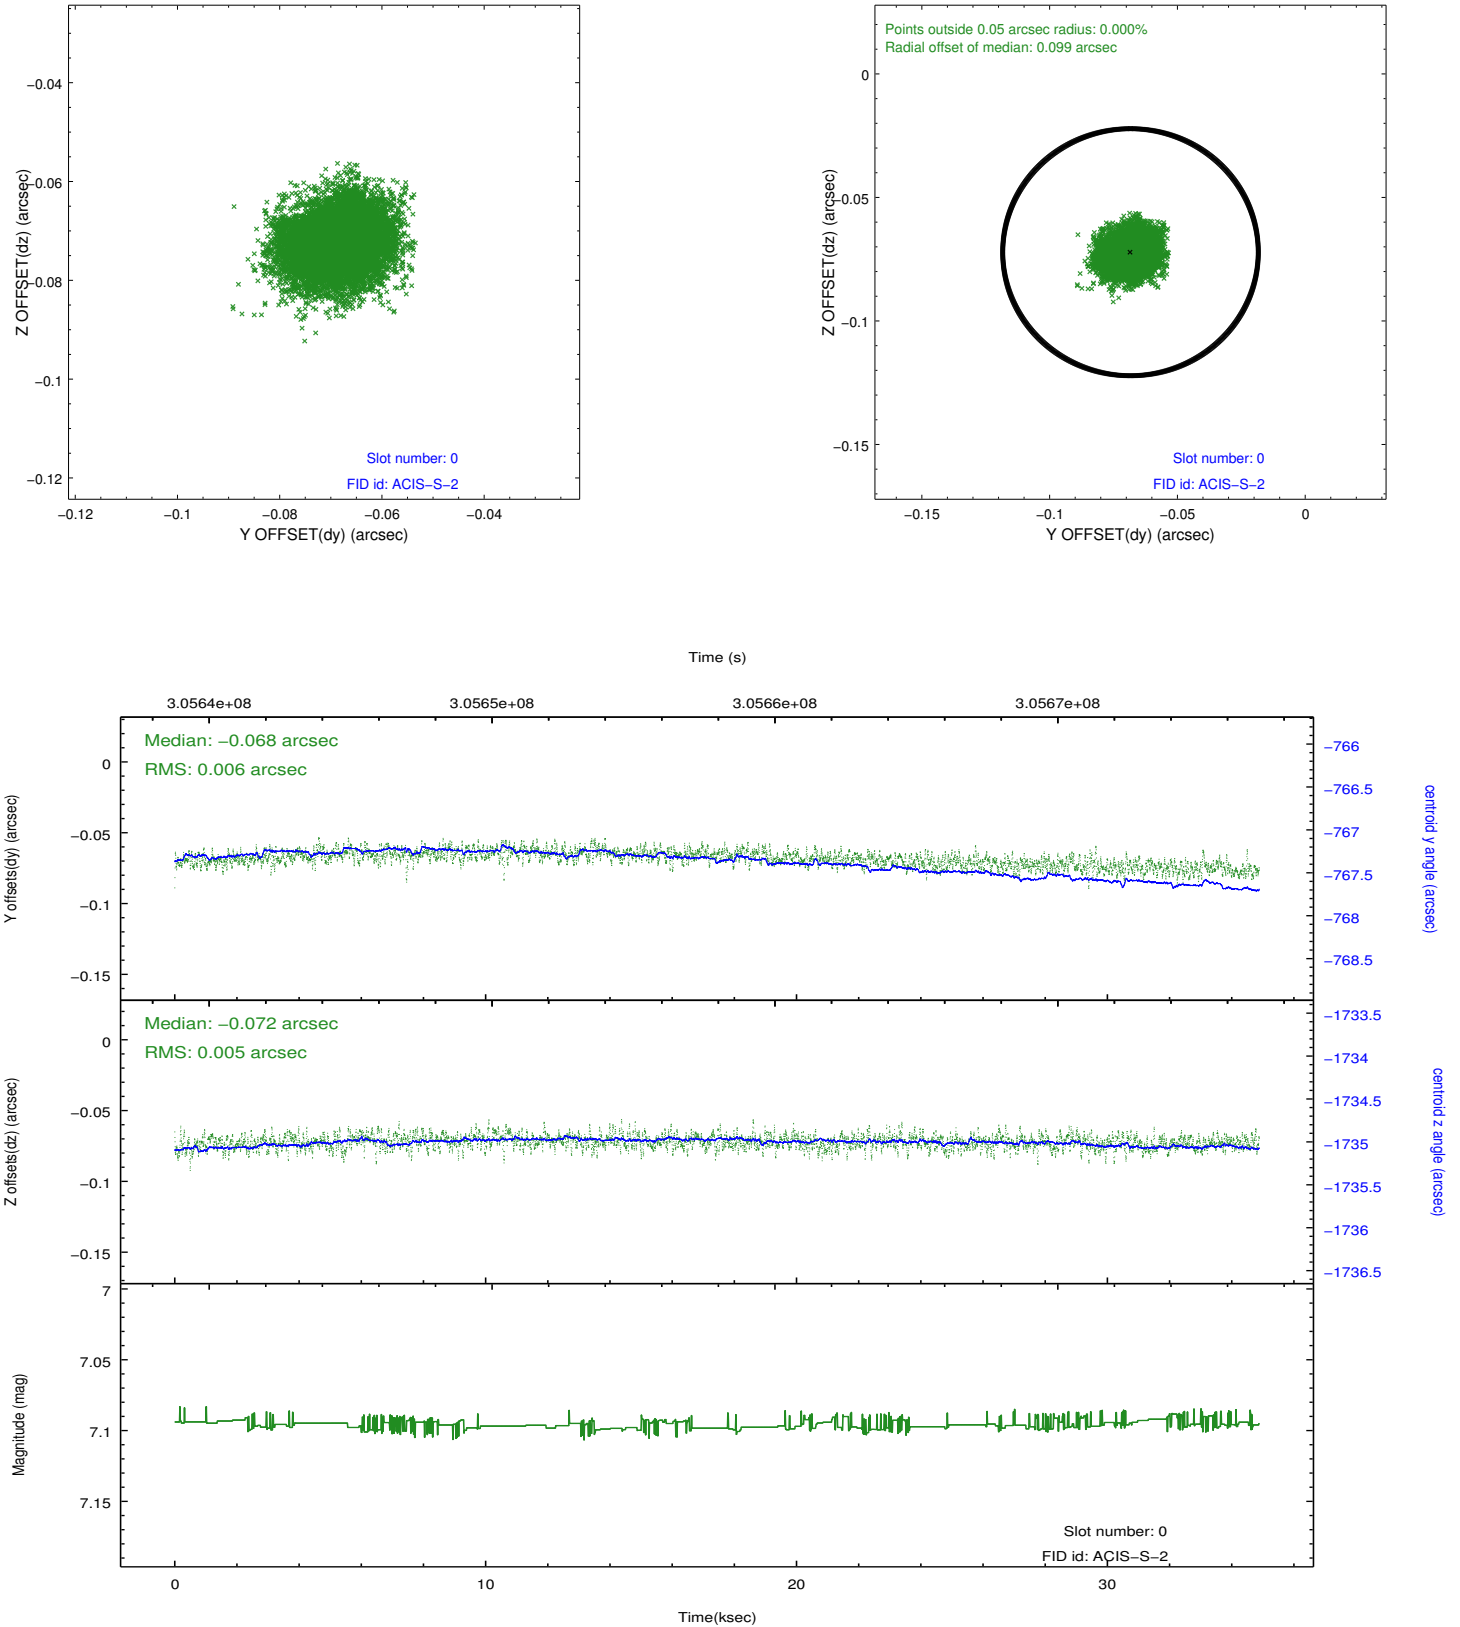 −0.04
−0.06
−0.08
−0.1
−0.12
Z OFFSET(dz) (arcsec)
Slot number: 0
FID id: ACIS−S−2
−0.12
−0.1
−0.08
−0.06
−0.04
Y OFFSET(dy) (arcsec)
Points outside 0.05 arcsec radius: 0.000%
Radial offset of median: 0.099 arcsec
0
−0.05
−0.1
−0.15
Z OFFSET(dz) (arcsec)
Slot number: 0
FID id: ACIS−S−2
−0.15
−0.1
−0.05
0
Y OFFSET(dy) (arcsec)
Time (s)
3.0564e+08
3.0565e+08
3.0566e+08
3.0567e+08
Median: −0.068 arcsec
RMS: 0.006 arcsec
0
−0.05
−0.1
−0.15
Y offsets(dy) (arcsec)
−766
−766.5
−767
−767.5
−768
−768.5
centroid y angle (arcsec)
Median: −0.072 arcsec
RMS: 0.005 arcsec
0
−0.05
−0.1
−0.15
Z offsets(dz) (arcsec)
−1733.5
−1734
−1734.5
−1735
−1735.5
−1736
−1736.5
centroid z angle (arcsec)
7
7.05
7.1
7.15
Magnitude (mag)
Slot number: 0
FID id: ACIS−S−2
0
10
20
30
Time(ksec)